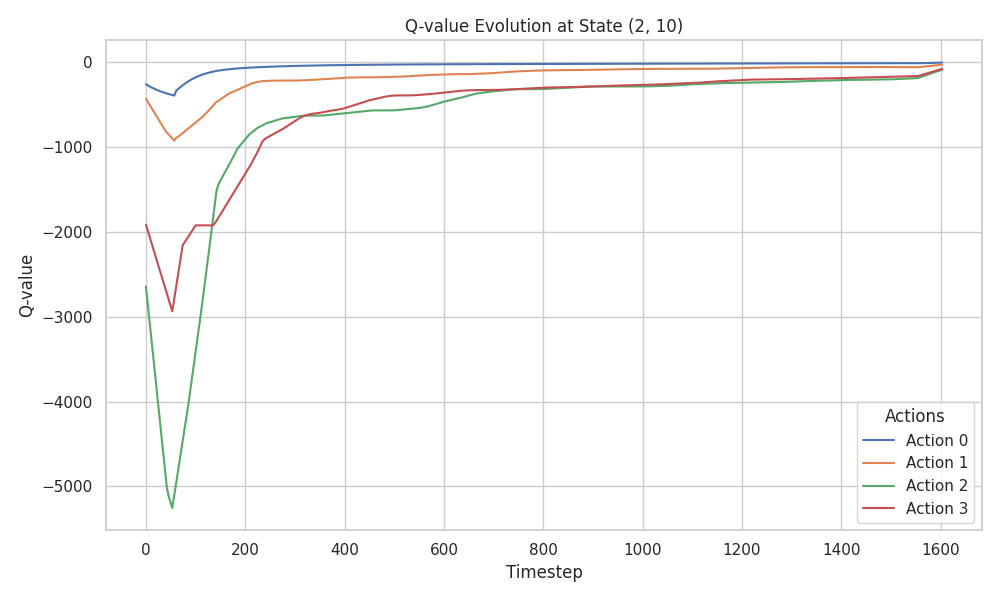 Q-value Evolution at State (2, 10)
0
−1000
−2000
−3000
−4000
−5000
Q-value
0 200 400 600 800 1000 1200 1400 1600
Timestep
Actions
Action 0
Action 1
Action 2
Action 3